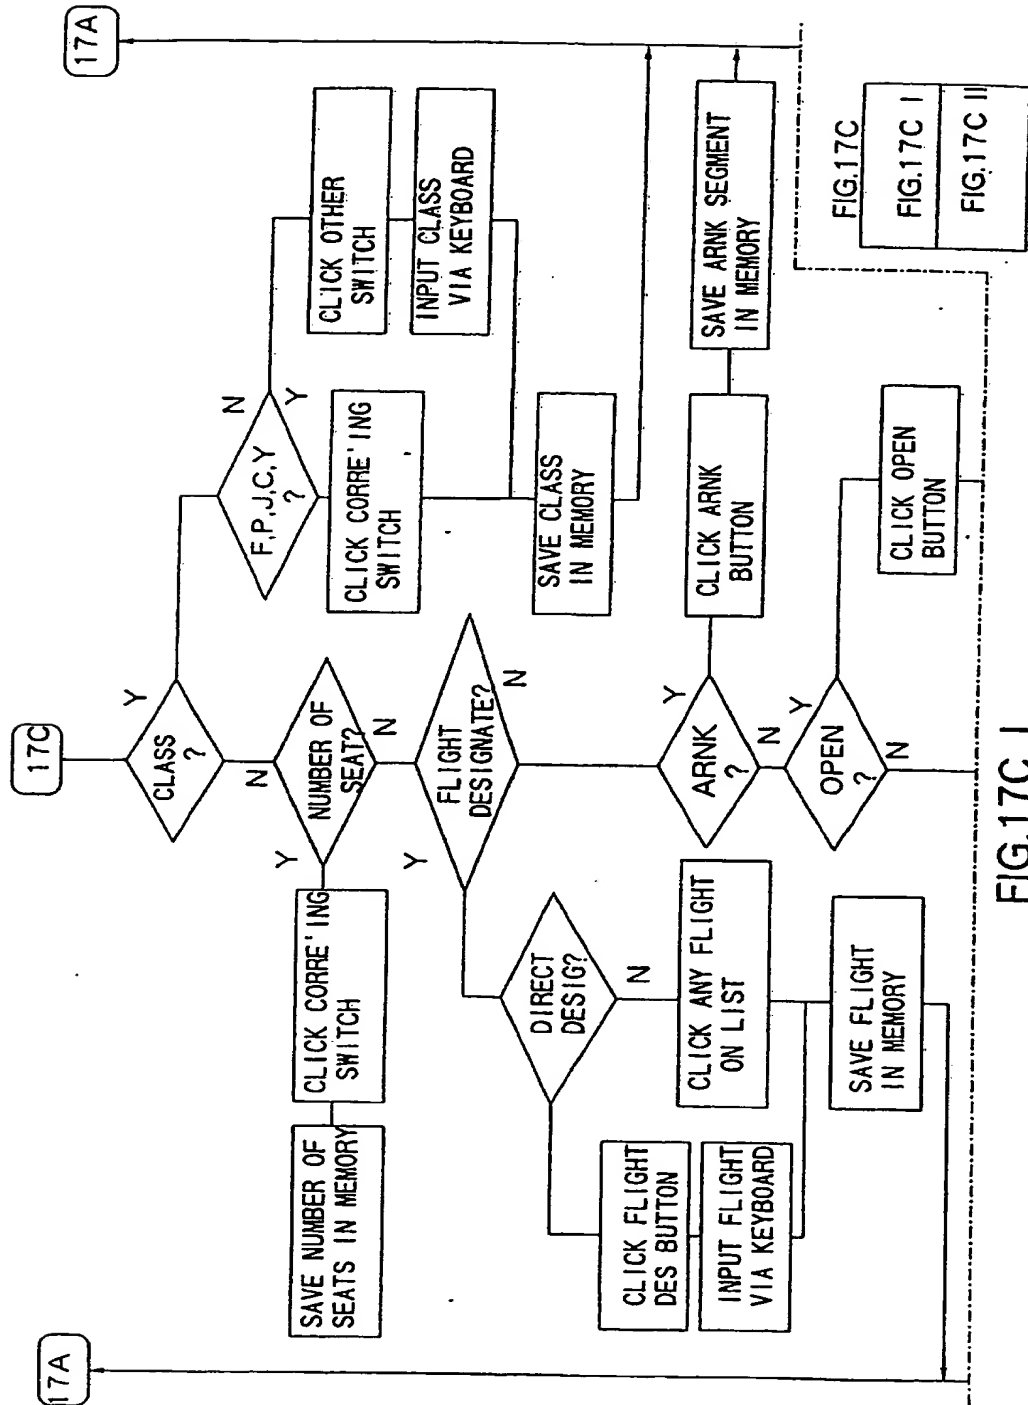 17A
17C
17A
CLASS
?
Y
N
F,P,J,C,Y
?
N
Y
CLICK OTHER
SWITCH
INPUT CLASS
VIA KEYBOARD
CLICK CORRE'ING
SWITCH
SAVE CLASS
IN MEMORY
NUMBER OF
SEAT?
Y
N
CLICK CORRE'ING
SWITCH
SAVE NUMBER OF
SEATS IN MEMORY
FLIGHT
DESIGNATE?
Y
N
DIRECT
DESIG?
N
CLICK FLIGHT
DES BUTTON
INPUT FLIGHT
VIA KEYBOARD
CLICK ANY FLIGHT
ON LIST
SAVE FLIGHT
IN MEMORY
ARNK
?
Y
N
CLICK ARNK
BUTTON
SAVE ARNK SEGMENT
IN MEMORY
OPEN
?
Y
N
CLICK OPEN
BUTTON
FIG.17C
FIG.17C I
FIG.17C II
FIG.17C I